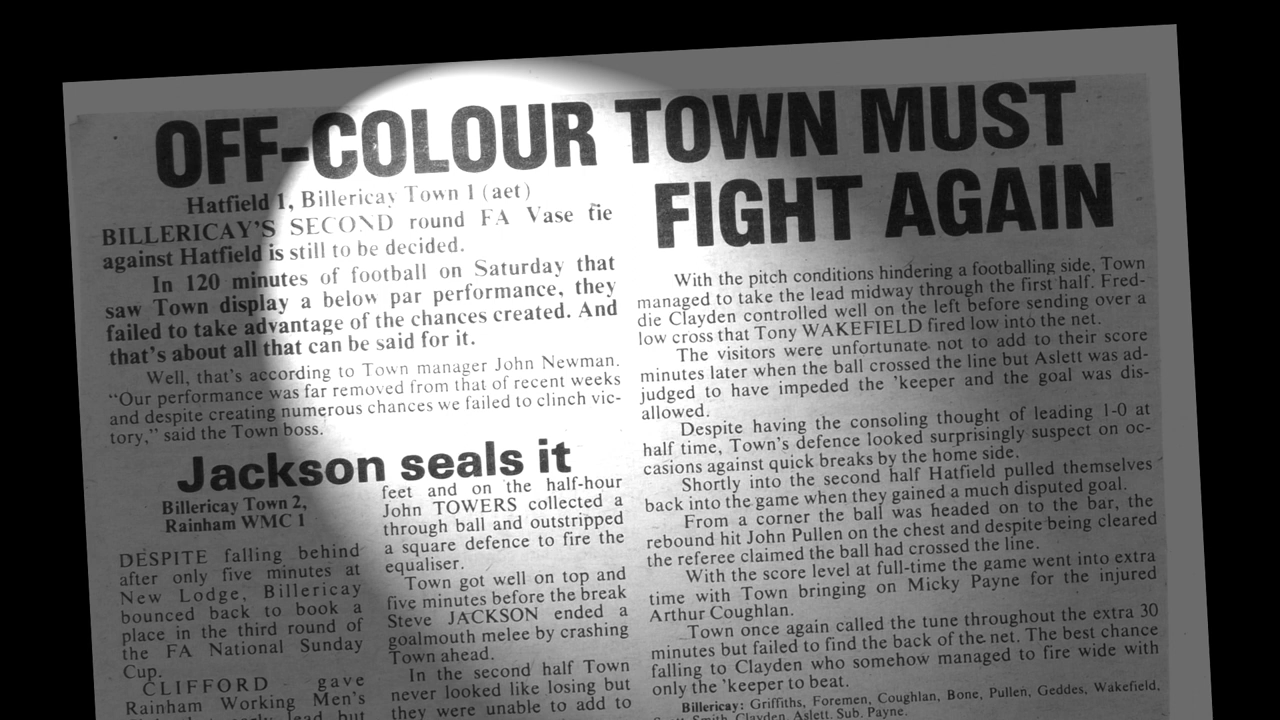 OFF-COLOUR TOWN MUST
FIGHT AGAIN
Hatfield 1, Billericay Town 1 (aet)
BILLERICAY'S SECOND round FA Vase tie
against Hatfield is still to be decided.
In 120 minutes of football on Saturday that
saw Town display a below par performance, they
failed to take advantage of the chances created. And
that's about all that can be said for it.
Well, that's according to Town manager John Newman.
“Our performance was far removed from that of recent weeks
and despite creating numerous chances we failed to clinch vic-
tory,” said the Town boss.
With the pitch conditions hindering a footballing side, Town
managed to take the lead midway through the first half. Fred-
die Clayden controlled well on the left before sending over a
low cross that Tony WAKEFIELD fired low into the net.
The visitors were unfortunate not to add to their score
minutes later when the ball crossed the line but Aslett was ad-
judged to have impeded the 'keeper and the goal was dis-
allowed.
Despite having the consoling thought of leading 1-0 at
half time, Town's defence looked surprisingly suspect on oc-
casions against quick breaks by the home side.
Shortly into the second half Hatfield pulled themselves
back into the game when they gained a much disputed goal.
From a corner the ball was headed on to the bar, the
rebound hit John Pullen on the chest and despite being cleared
the referee claimed the ball had crossed the line.
With the score level at full-time the game went into extra
time with Town bringing on Micky Payne for the injured
Arthur Coughlan.
Town once again called the tune throughout the extra 30
minutes but failed to find the back of the net. The best chance
falling to Clayden who somehow managed to fire wide with
only the 'keeper to beat.
Billericay: Griffiths, Foremen, Coughlan, Bone, Pullen, Geddes, Wakefield,
Smith, Clayden, Aslett. Sub. Payne.
Jackson seals it
Billericay Town 2,
Rainham WMC 1
DESPITE falling behind
after only five minutes at
New Lodge, Billericay
bounced back to book a
place in the third round of
the FA National Sunday
Cup.
CLIFFORD gave
Rainham Working Men's
early lead but
feet and on the half-hour
John TOWERS collected a
through ball and outstripped
a square defence to fire the
equaliser.
Town got well on top and
five minutes before the break
Steve JACKSON ended a
goalmouth melee by crashing
Town ahead.
In the second half Town
never looked like losing but
they were unable to add to